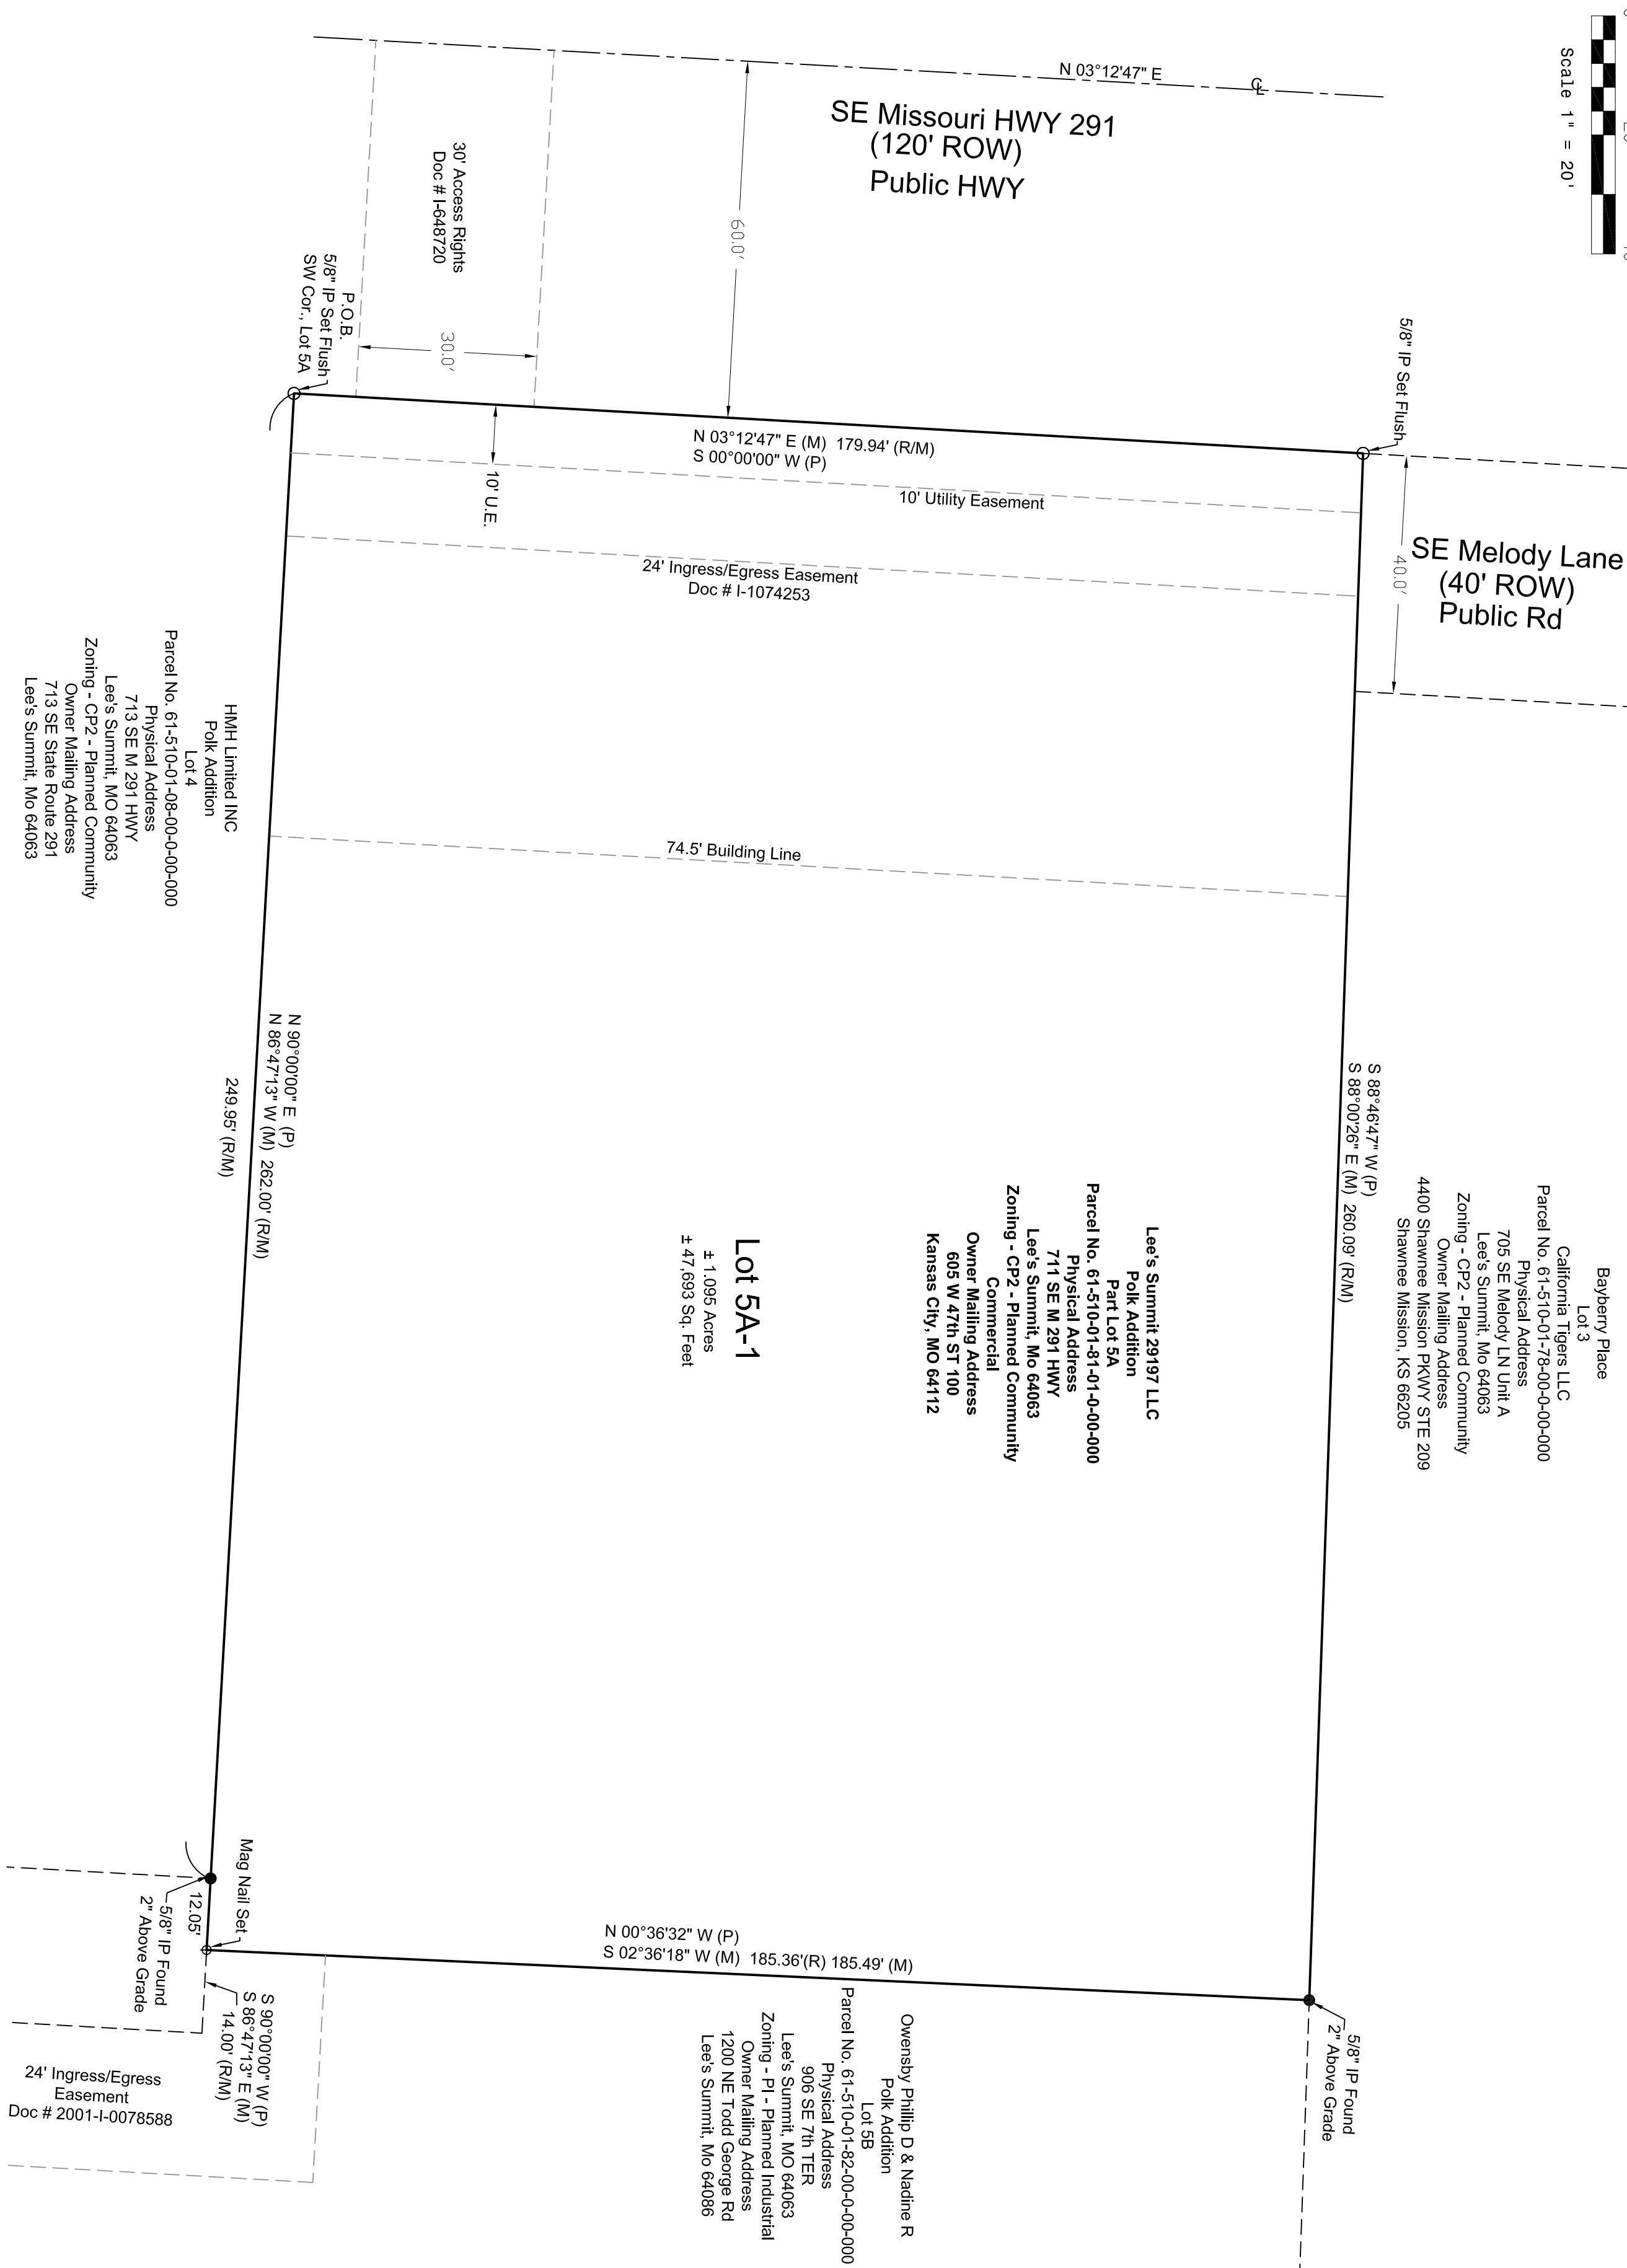 Scale 1" = 20'
N 03°12'47" E
CL
SE Missouri HWY 291
(120' ROW)
Public HWY
30' Access Rights
Doc # I-648720
60.0'
30.0'
P.O.B.
5/8" IP Set Flush
SW Cor., Lot 5A
5/8" IP Set Flush
N 03°12'47" E (M) 179.94' (R/M)
S 00°00'00" W (P)
10' U.E.
10' Utility Easement
24' Ingress/Egress Easement
Doc # I-1074253
SE Melody Lane
(40' ROW)
Public Rd
40.0'
74.5' Building Line
HMH Limited INC
Polk Addition
Lot 4
Parcel No. 61-510-01-08-00-0-00-000
Physical Address
713 SE M 291 HWY
Lee's Summit, MO 64063
Zoning - CP2 - Planned Community
Owner Mailing Address
713 SE State Route 291
Lee's Summit, Mo 64063
N 90°00'00" E (P)
N 86°47'13" W (M) 262.00' (R/M)
249.95' (R/M)
S 88°46'47" W (P)
S 88°00'26" E (M) 260.09' (R/M)
Bayberry Place
Lot 3
California Tigers LLC
Parcel No. 61-510-01-78-00-0-00-000
Physical Address
705 SE Melody LN Unit A
Lee's Summit, Mo 64063
Zoning - CP2 - Planned Community
Owner Mailing Address
4400 Shawnee Mission PKWY STE 209
Shawnee Mission, KS 66205
Lee's Summit 29197 LLC
Polk Addition
Part Lot 5A
Parcel No. 61-510-01-81-01-0-00-000
Physical Address
711 SE M 291 HWY
Lee's Summit, Mo 64063
Zoning - CP2 - Planned Community
Commercial
Owner Mailing Address
605 W 47th ST 100
Kansas City, MO 64112
Lot 5A-1
± 1.095 Acres
± 47,693 Sq. Feet
Mag Nail Set
12.05'
5/8" IP Found
2" Above Grade
N 00°36'32" W (P)
S 02°36'18" W (M) 185.36'(R) 185.49' (M)
5/8" IP Found
2" Above Grade
S 90°00'00" W (P)
S 86°47'13" E (M)
14.00' (R/M)
24' Ingress/Egress
Easement
Doc # 2001-I-0078588
Owensby Phillip D & Nadine R
Polk Addition
Lot 5B
Parcel No. 61-510-01-82-00-0-00-000
Physical Address
906 SE 7th TER
Lee's Summit, MO 64063
Zoning - PI - Planned Industrial
Owner Mailing Address
1200 NE Todd George Rd
Lee's Summit, Mo 64086